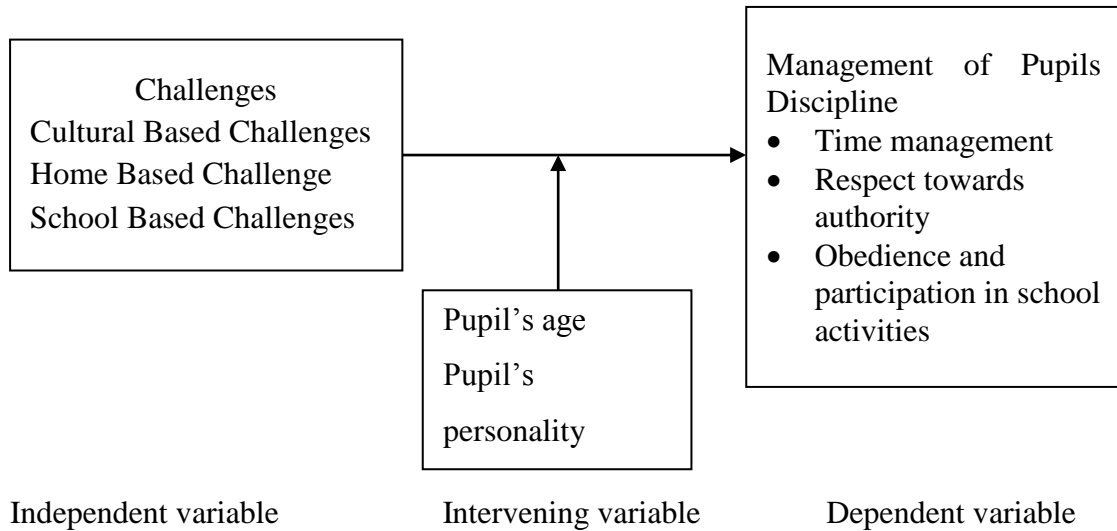 Challenges
Cultural Based Challenges
Home Based Challenge
School Based Challenges
Management of Pupils
Discipline
• Time management
• Respect towards
authority
• Obedience and
participation in school
activities
Pupil’s age
Pupil’s
personality
Independent variable
Intervening variable
Dependent variable